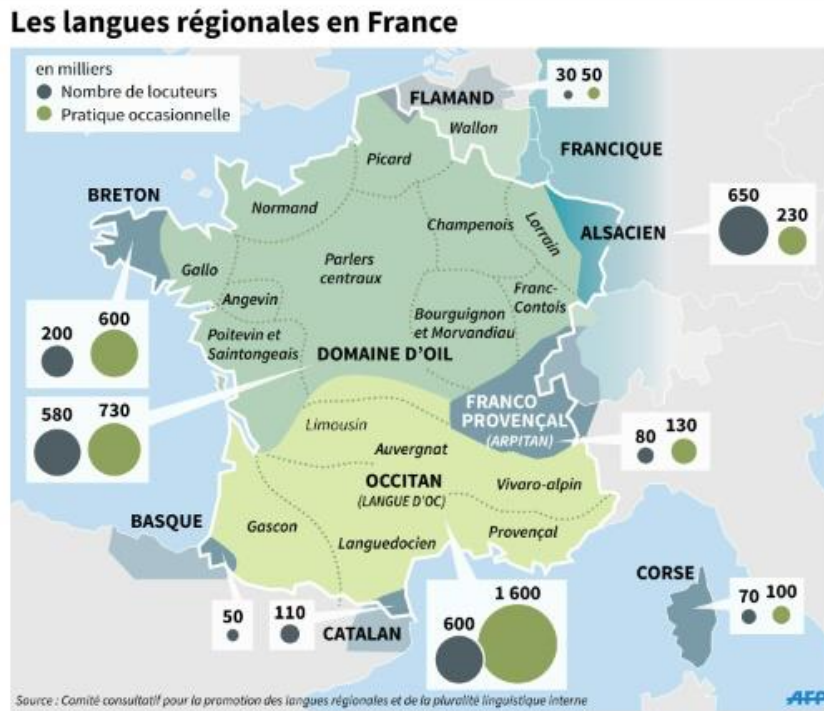 Les langues régionales en France
en milliers
Nombre de locuteurs
Pratique occasionnelle
30 50
FLAMAND
Wallon
FRANCIQUE
Picard
BRETON
Normand
Champenois
Lorrain
650
230
ALSACIEN
Gallo
Parlers
centraux
Angevin
Franc-
Contois
Bourguignon
et Morvandiau
Poitevin et
Saintongeais
DOMAINE D'OIL
200
600
580
730
FRANCO
PROVENÇAL
(ARPITAN)
80
130
Limousin
Auvergnat
OCCITAN
(LANGUE D'OC)
Vivaro-alpin
BASQUE
Gascon
Languedocien
Provençal
CORSE
70 100
50
110
CATALAN
1 600
600
Source : Comité consultatif pour la promotion des langues régionales et de la pluralité linguistique interne
AFP